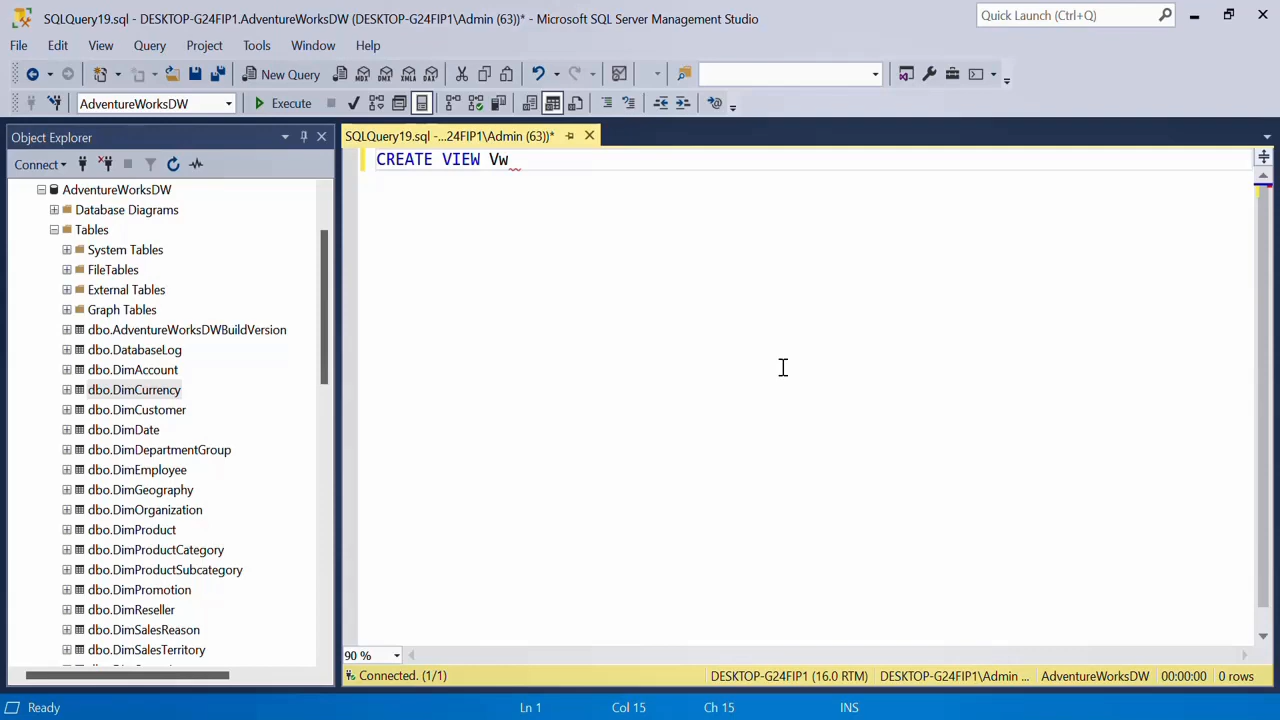 SQLQuery19.sql - DESKTOP-G24FIP1.AdventureWorksDW (DESKTOP-G24FIP1\Admin (63))* - Microsoft SQL Server Management Studio
Quick Launch (Ctrl+Q)
File Edit View Query Project Tools Window Help
New Query MDX DMX XMLA DAX
AdventureWorksDW Execute
Object Explorer
SQLQuery19.sql -...24FIP1\Admin (63))*
Connect
CREATE VIEW Vw
AdventureWorksDW
Database Diagrams
Tables
System Tables
FileTables
External Tables
Graph Tables
dbo.AdventureWorksDWBuildVersion
dbo.DatabaseLog
dbo.DimAccount
dbo.DimCurrency
dbo.DimCustomer
dbo.DimDate
dbo.DimDepartmentGroup
dbo.DimEmployee
dbo.DimGeography
dbo.DimOrganization
dbo.DimProduct
dbo.DimProductCategory
dbo.DimProductSubcategory
dbo.DimPromotion
dbo.DimReseller
dbo.DimSalesReason
dbo.DimSalesTerritory
90 %
Connected. (1/1) DESKTOP-G24FIP1 (16.0 RTM) DESKTOP-G24FIP1\Admin ... AdventureWorksDW 00:00:00 0 rows
Ready Ln 1 Col 15 Ch 15 INS